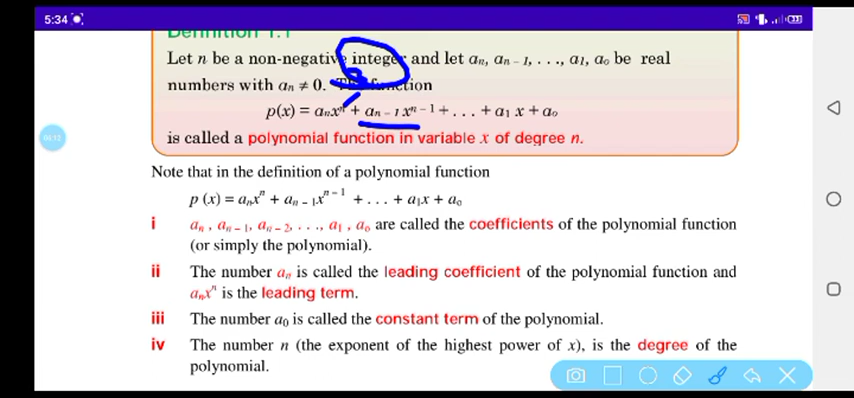 5:34
Definition 1.1
Let n be a non-negative integer and let aₙ, aₙ ₋ ₁, . . ., a₁, a₀ be real
numbers with aₙ ≠ 0. The function
p(x) = aₙxⁿ + aₙ ₋ ₁xⁿ ⁻ ¹ + . . . + a₁ x + a₀
is called a polynomial function in variable x of degree n.
06:13
Note that in the definition of a polynomial function
p (x) = aₙxⁿ + aₙ ₋ ₁xⁿ ⁻ ¹ + . . . + a₁x + a₀
i aₙ , aₙ ₋ ₁, aₙ ₋ ₂, . . ., a₁ , a₀ are called the coefficients of the polynomial function
(or simply the polynomial).
ii The number aₙ is called the leading coefficient of the polynomial function and
aₙxⁿ is the leading term.
iii The number a₀ is called the constant term of the polynomial.
iv The number n (the exponent of the highest power of x), is the degree of the
polynomial.